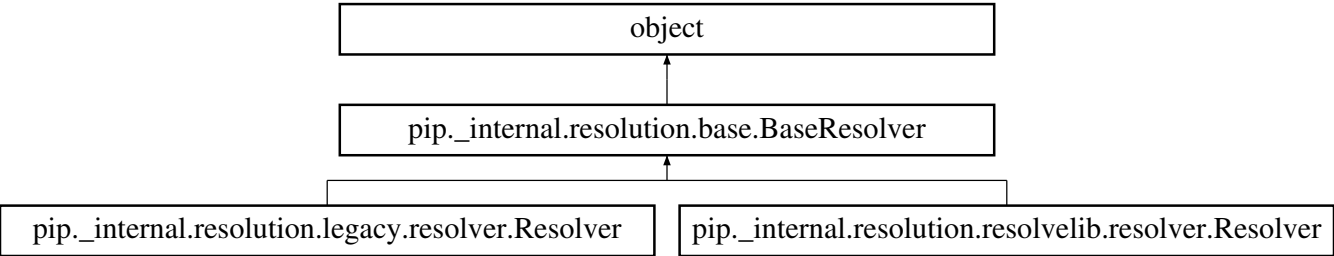 object
pip._internal.resolution.base.BaseResolver
pip._internal.resolution.legacy.resolver.Resolver
pip._internal.resolution.resolvelib.resolver.Resolver